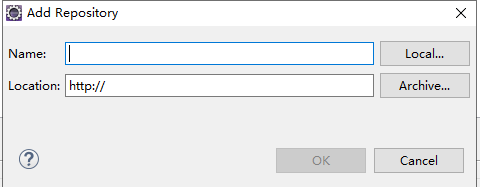 Add Repository
Name: Local...
Location: http:// Archive...
OK Cancel